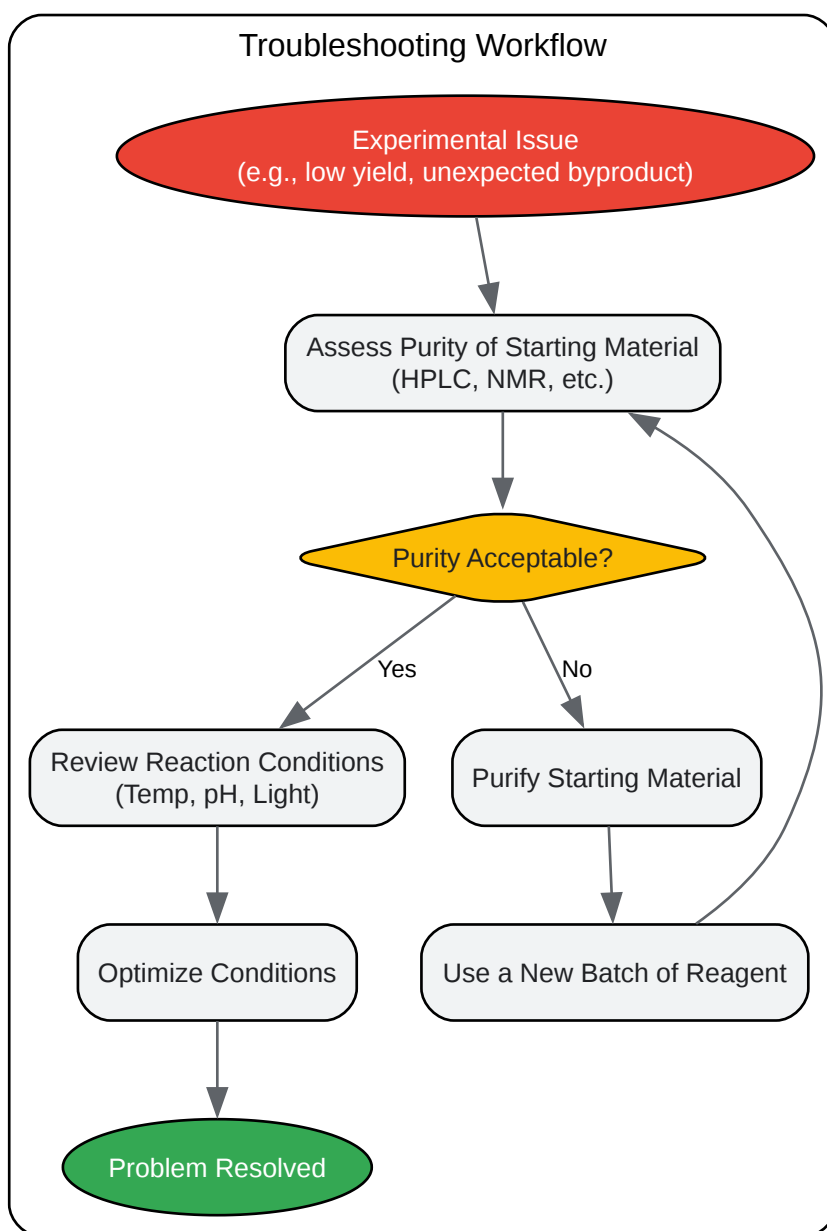 Troubleshooting Workflow
Experimental Issue
(e.g., low yield, unexpected byproduct)
Assess Purity of Starting Material
(HPLC, NMR, etc.)
Purity Acceptable?
Yes
No
Review Reaction Conditions
(Temp, pH, Light)
Purify Starting Material
Optimize Conditions
Use a New Batch of Reagent
Problem Resolved